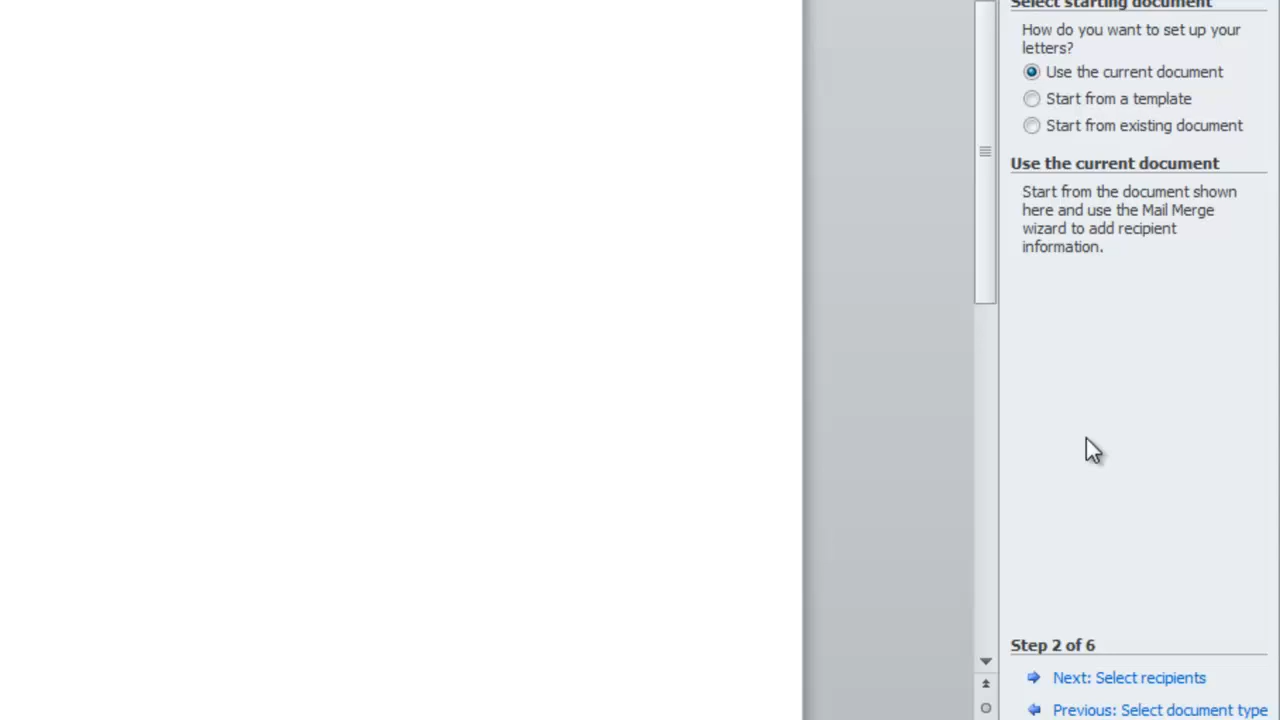 Select starting document
How do you want to set up your
letters?
Use the current document
Start from a template
Start from existing document
Use the current document
Start from the document shown
here and use the Mail Merge
wizard to add recipient
information.
Step 2 of 6
Next: Select recipients
Previous: Select document type